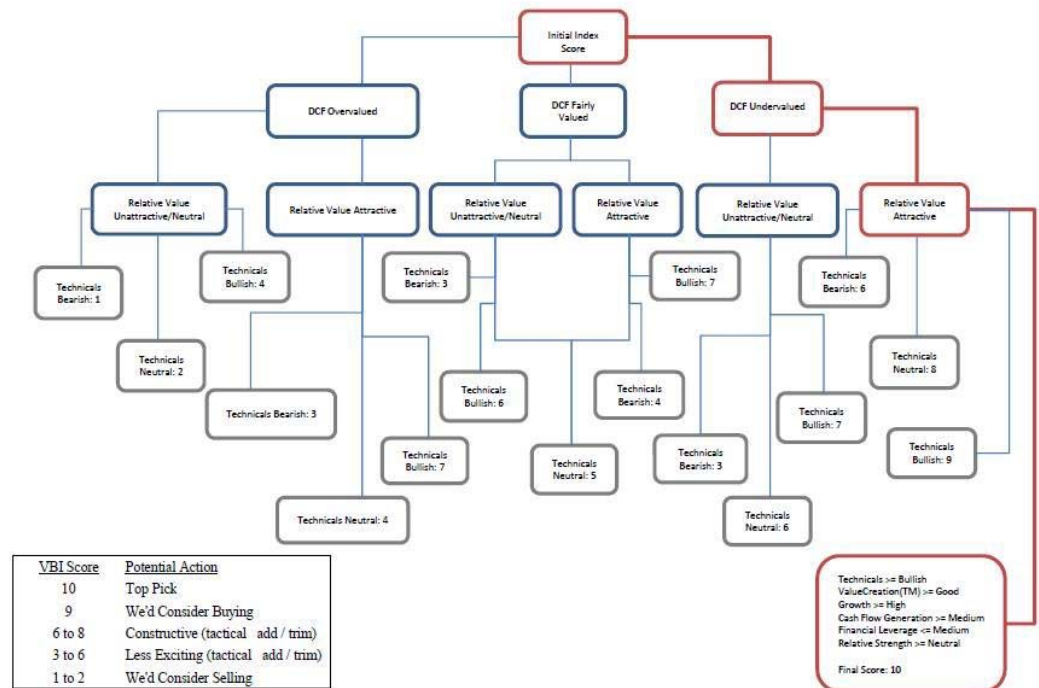 Initial Index
Score
DCF Overvalued
DCF Fairly
Valued
DCF Undervalued
Relative Value
Unattractive/Neutral
Relative Value Attractive
Relative Value
Unattractive/Neutral
Relative Value
Attractive
Relative Value
Unattractive/Neutral
Relative Value
Attractive
Technicals
Bearish: 1
Technicals
Bullish: 4
Technicals
Bearish: 3
Technicals
Bullish: 7
Technicals
Bearish: 6
Technicals
Neutral: 2
Technicals Bearish: 3
Technicals
Bullish: 6
Technicals
Bearish: 4
Technicals
Bullish: 7
Technicals
Neutral: 8
Technicals
Bullish: 7
Technicals
Neutral: 5
Technicals
Bearish: 3
Technicals
Bullish: 9
Technicals Neutral: 4
Technicals
Neutral: 6
VBI Score Potential Action
10 Top Pick
9 We'd Consider Buying
6 to 8 Constructive (tactical add / trim)
3 to 6 Less Exciting (tactical add / trim)
1 to 2 We'd Consider Selling
Technicals >= Bullish
ValueCreation(TM) >= Good
Growth >= High
Cash Flow Generation >= Medium
Financial Leverage <= Medium
Relative Strength >= Neutral
Final Score: 10